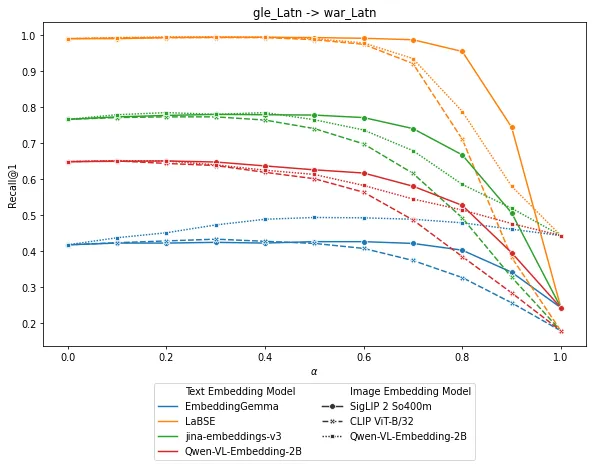 gle_Latn -> war_Latn
Recall@1
1.0
0.9
0.8
0.7
0.6
0.5
0.4
0.3
0.2
0.0 0.2 0.4 0.6 0.8 1.0
α
Text Embedding Model Image Embedding Model
EmbeddingGemma SigLIP 2 So400m
LaBSE CLIP ViT-B/32
jina-embeddings-v3 Qwen-VL-Embedding-2B
Qwen-VL-Embedding-2B